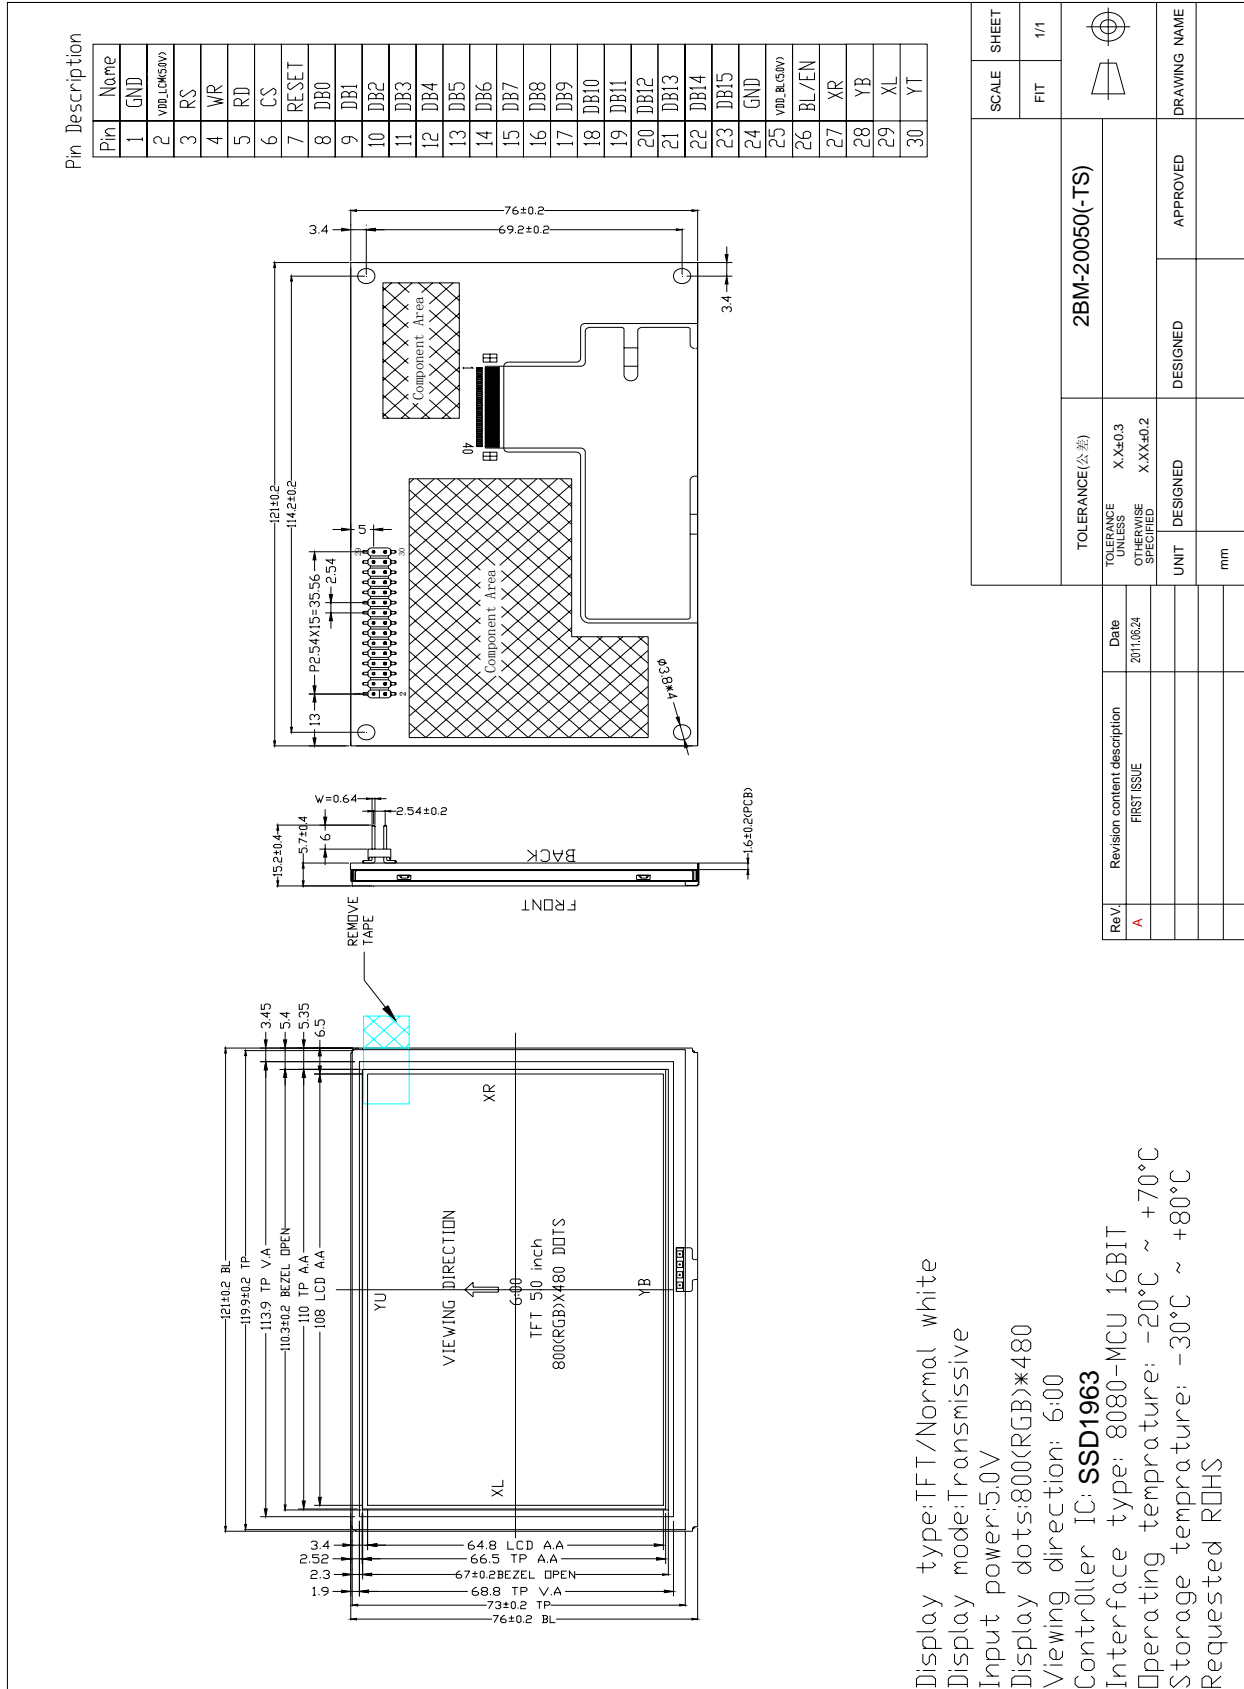 Pin Description
Pin Name
1 GND
2 VDD_LCM(5.0V)
3 RS
4 WR
5 RD
6 CS
7 RESET
8 DB0
9 DB1
10 DB2
11 DB3
12 DB4
13 DB5
14 DB6
15 DB7
16 DB8
17 DB9
18 DB10
19 DB11
20 DB12
21 DB13
22 DB14
23 DB15
24 GND
25 VDD_BL(5.0V)
26 BL/EN
27 XR
28 YB
29 XL
30 YT
76±0.2
3.4
69.2±0.2
3.4
121±0.2
114.2±0.2
5
P2.54X15=35.56
2.54
13
29
30
2
1
40
Component Area
Component Area
ø3.8*4
W=0.64
2.54±0.2
15.2±0.4
5.7±0.4
6
1.6±0.2(PCB)
BACK
FRONT
REMOVE
TAPE
3.45
5.4
5.35
6.5
121±0.2 BL
119.9±0.2 TP
113.9 TP V.A
110.3±0.2 BEZEL OPEN
110 TP A.A
108 LCD A.A
XR
YU
YB
XL
VIEWING DIRECTION
6:00
TFT 5.0 inch
800(RGB)X480 DOTS
3.4
64.8 LCD A.A
2.52
66.5 TP A.A
2.3
67±0.2BEZEL OPEN
1.9
68.8 TP V.A
73±0.2 TP
76±0.2 BL
Display type:TFT/Normal white
Display mode:Transmissive
Input power:5.0V
Display dots:800(RGB)*480
Viewing direction: 6:00
Contr0ller IC: SSD1963
Interface type: 8080-MCU 16BIT
Operating temprature: -20°C ~ +70°C
Storage temprature: -30°C ~ +80°C
Requested ROHS
SCALE SHEET
FIT 1/1
2BM-20050(-TS)
TOLERANCE(公差)
TOLERANCE
UNLESS
OTHERWISE
SPECIFIED
X.X±0.3
X.XX±0.2
UNIT DESIGNED DESIGNED APPROVED DRAWING NAME
mm
ReV. Revision content description Date
A FIRST ISSUE 2011.06.24